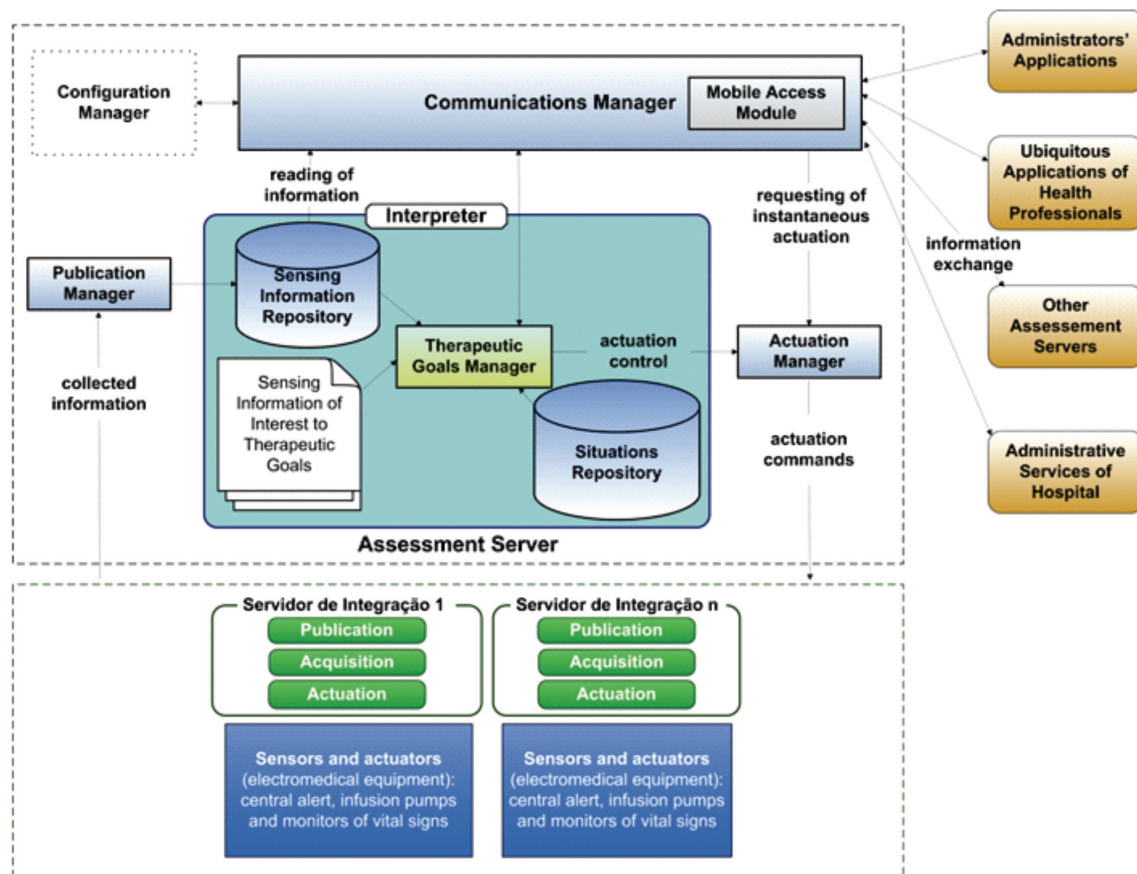 Configuration
Manager
Communications Manager
Mobile Access
Module
Administrators'
Applications
Ubiquitous
Applications of
Health
Professionals
information
exchange
Other
Assessement
Servers
Administrative
Services of
Hospital
reading of
information
requesting of
instantaneous
actuation
Interpreter
Publication
Manager
Sensing
Information
Repository
Therapeutic
Goals Manager
actuation
control
Actuation
Manager
collected
information
Sensing
Information of
Interest to
Therapeutic
Goals
Situations
Repository
actuation
commands
Assessment Server
Servidor de Integração 1
Publication
Acquisition
Actuation
Servidor de Integração n
Publication
Acquisition
Actuation
Sensors and actuators
(electromedical equipment):
central alert, infusion pumps
and monitors of vital signs
Sensors and actuators
(electromedical equipment):
central alert, infusion pumps
and monitors of vital signs